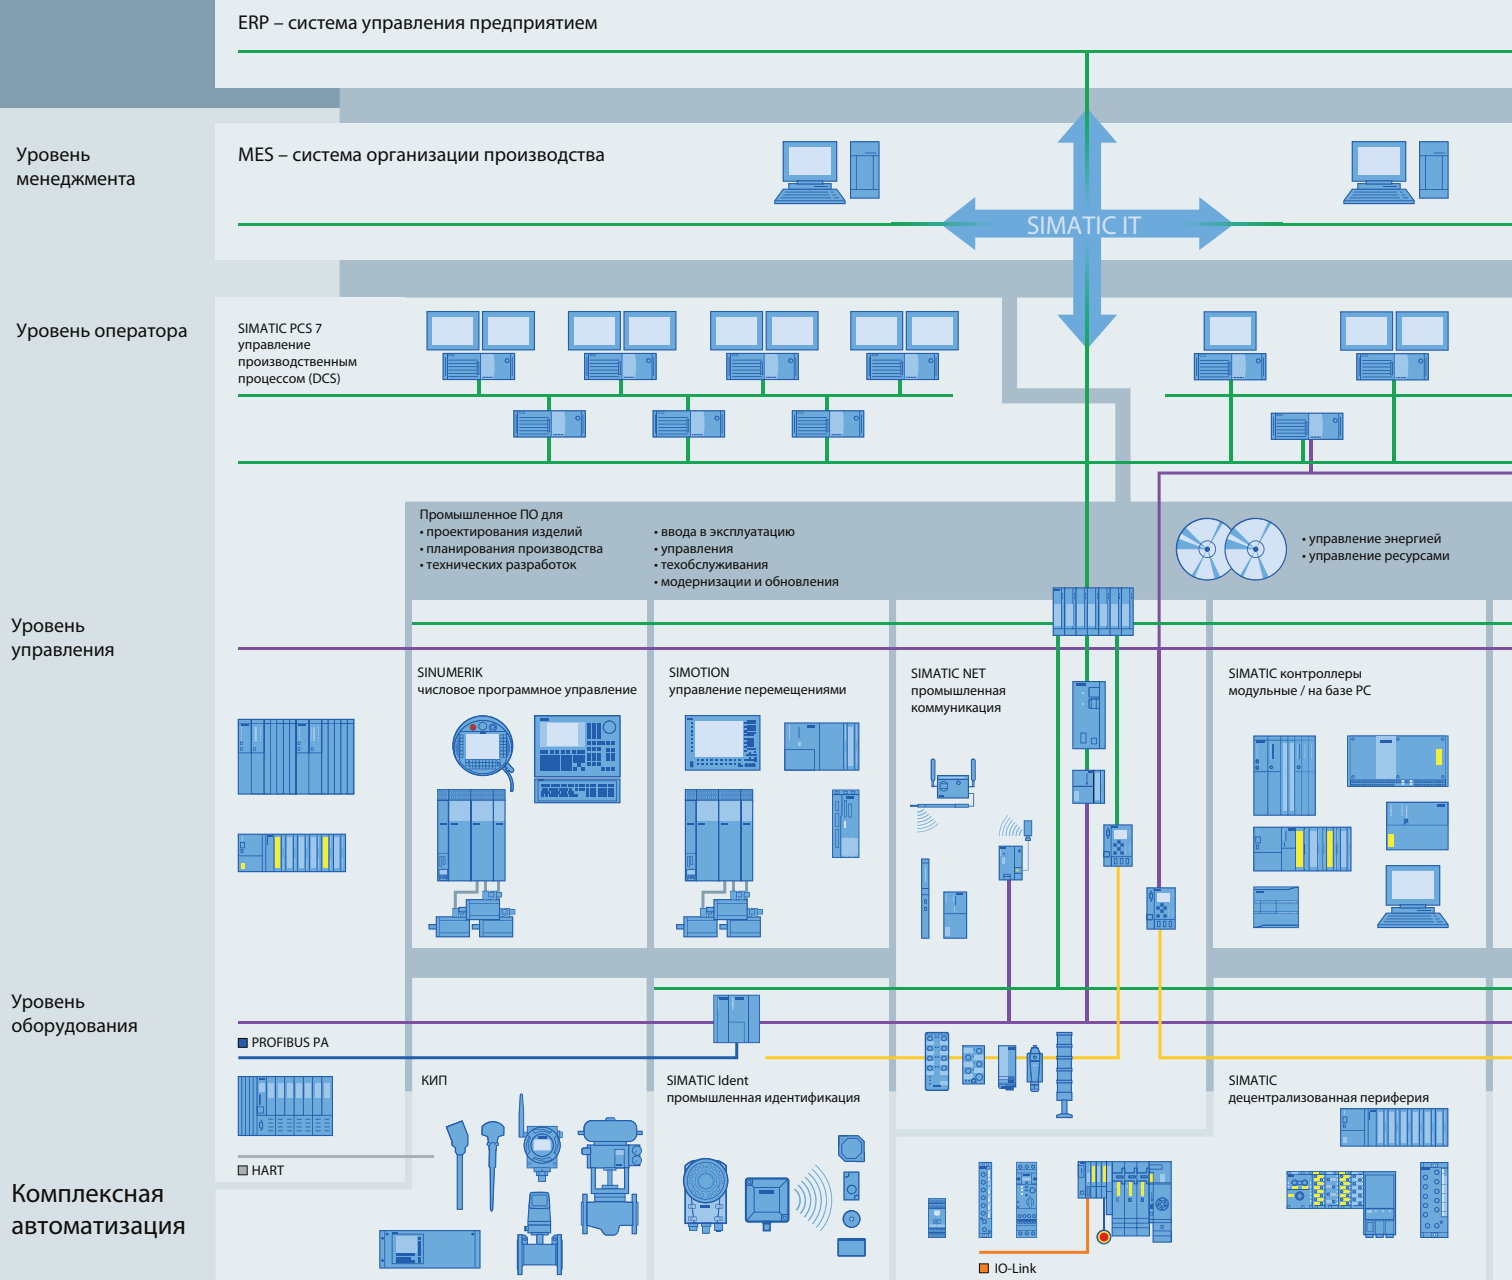 ERP – система управления предприятием
Уровень
менеджмента
MES – система организации производства
SIMATIC IT
Уровень оператора
SIMATIC PCS 7
управление
производственным
процессом (DCS)
Промышленное ПО для
• проектирования изделий
• планирования производства
• технических разработок
• ввода в эксплуатацию
• управления
• техобслуживания
• модернизации и обновления
• управление энергией
• управление ресурсами
Уровень
управления
SINUMERIK
числовое программное управление
SIMOTION
управление перемещениями
SIMATIC NET
промышленная
коммуникация
SIMATIC контроллеры
модульные / на базе PC
Уровень
оборудования
PROFIBUS PA
КИП
SIMATIC Ident
промышленная идентификация
SIMATIC
децентрализованная периферия
HART
Комплексная
автоматизация
IO-Link